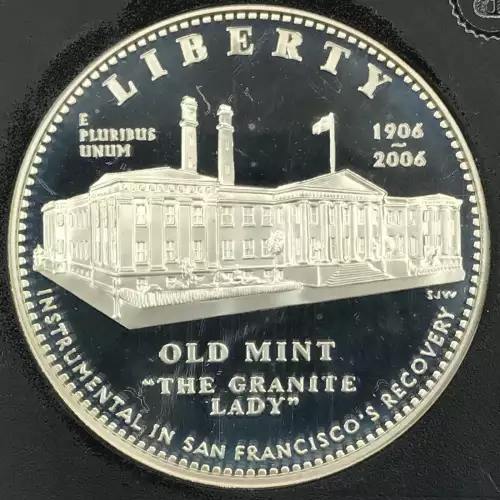 LIBERTY
E
PLURIBUS
UNUM
1906
~
2006
SJW
OLD MINT
"THE GRANITE
LADY"
INSTRUMENTAL IN SAN FRANCISCO'S RECOVERY